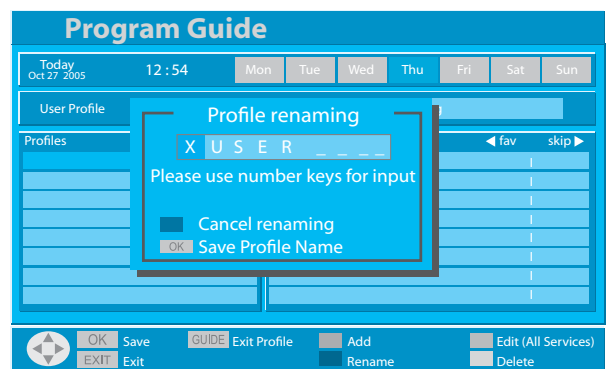 Program Guide
Today
Oct 27 2005
12:54
Mon Tue Wed Thu Fri Sat Sun
User Profile
Profiles
fav skip
Profile renaming
X U S E R _ _ _ _
Please use number keys for input
Cancel renaming
OK Save Profile Name
OK Save
GUIDE Exit Profile
Add
Edit (All Services)
EXIT Exit
Rename
Delete